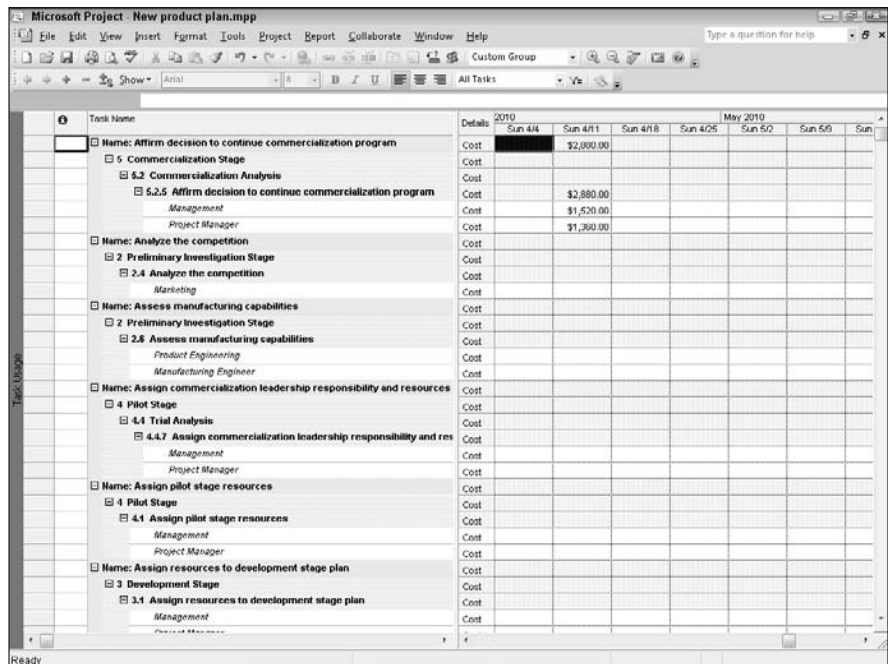 Microsoft Project - New product plan.mpp
File Edit View Insert Format Tools Project Report Collaborate Window Help Type a question for help
Custom Group
Show Arial 8 B I U All Tasks
Task Name Details 2010 May 2010
Sun 4/4 Sun 4/11 Sun 4/18 Sun 4/25 Sun 5/2 Sun 5/9 Sun
Name: Affirm decision to continue commercialization program Cost $2,880.00
5 Commercialization Stage Cost
5.2 Commercialization Analysis Cost
5.2.5 Affirm decision to continue commercialization program Cost $2,880.00
Management Cost $1,520.00
Project Manager Cost $1,360.00
Name: Analyze the competition Cost
2 Preliminary Investigation Stage Cost
2.4 Analyze the competition Cost
Marketing Cost
Name: Assess manufacturing capabilities Cost
2 Preliminary Investigation Stage Cost
2.6 Assess manufacturing capabilities Cost
Product Engineering Cost
Manufacturing Engineer Cost
Name: Assign commercialization leadership responsibility and resources Cost
4 Pilot Stage Cost
4.4 Trial Analysis Cost
4.4.7 Assign commercialization leadership responsibility and res Cost
Management Cost
Project Manager Cost
Name: Assign pilot stage resources Cost
4 Pilot Stage Cost
4.1 Assign pilot stage resources Cost
Management Cost
Project Manager Cost
Name: Assign resources to development stage plan Cost
3 Development Stage Cost
3.1 Assign resources to development stage plan Cost
Management Cost
Project Manager
Task Usage
Ready